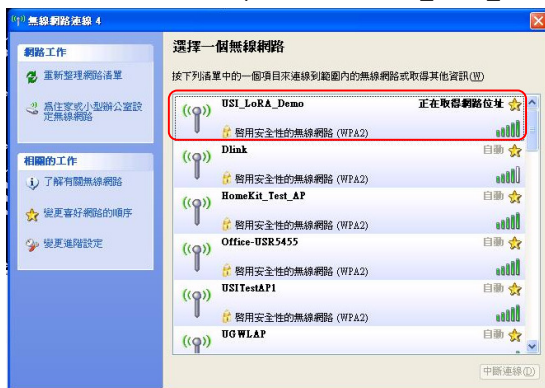 無線網路連線 4
網路工作
重新整理網路清單
爲住家或小型辦公室設
定無線網路
相關的工作
了解有關無線網路
變更喜好網路的順序
變更進階設定
選擇一個無線網路
按下列清單中的一個項目來連線到範圍內的無線網路或取得其他資訊(W)
USI_LoRA_Demo 正在取得網路位址
啓用安全性的無線網路 (WPA2)
Dlink 自動
啓用安全性的無線網路 (WPA2)
HomeKit_Test_AP 自動
啓用安全性的無線網路 (WPA2)
Office-USR5455 自動
啓用安全性的無線網路 (WPA2)
USITestAP1 自動
啓用安全性的無線網路 (WPA2)
UGWLAP 自動
中斷連線(D)